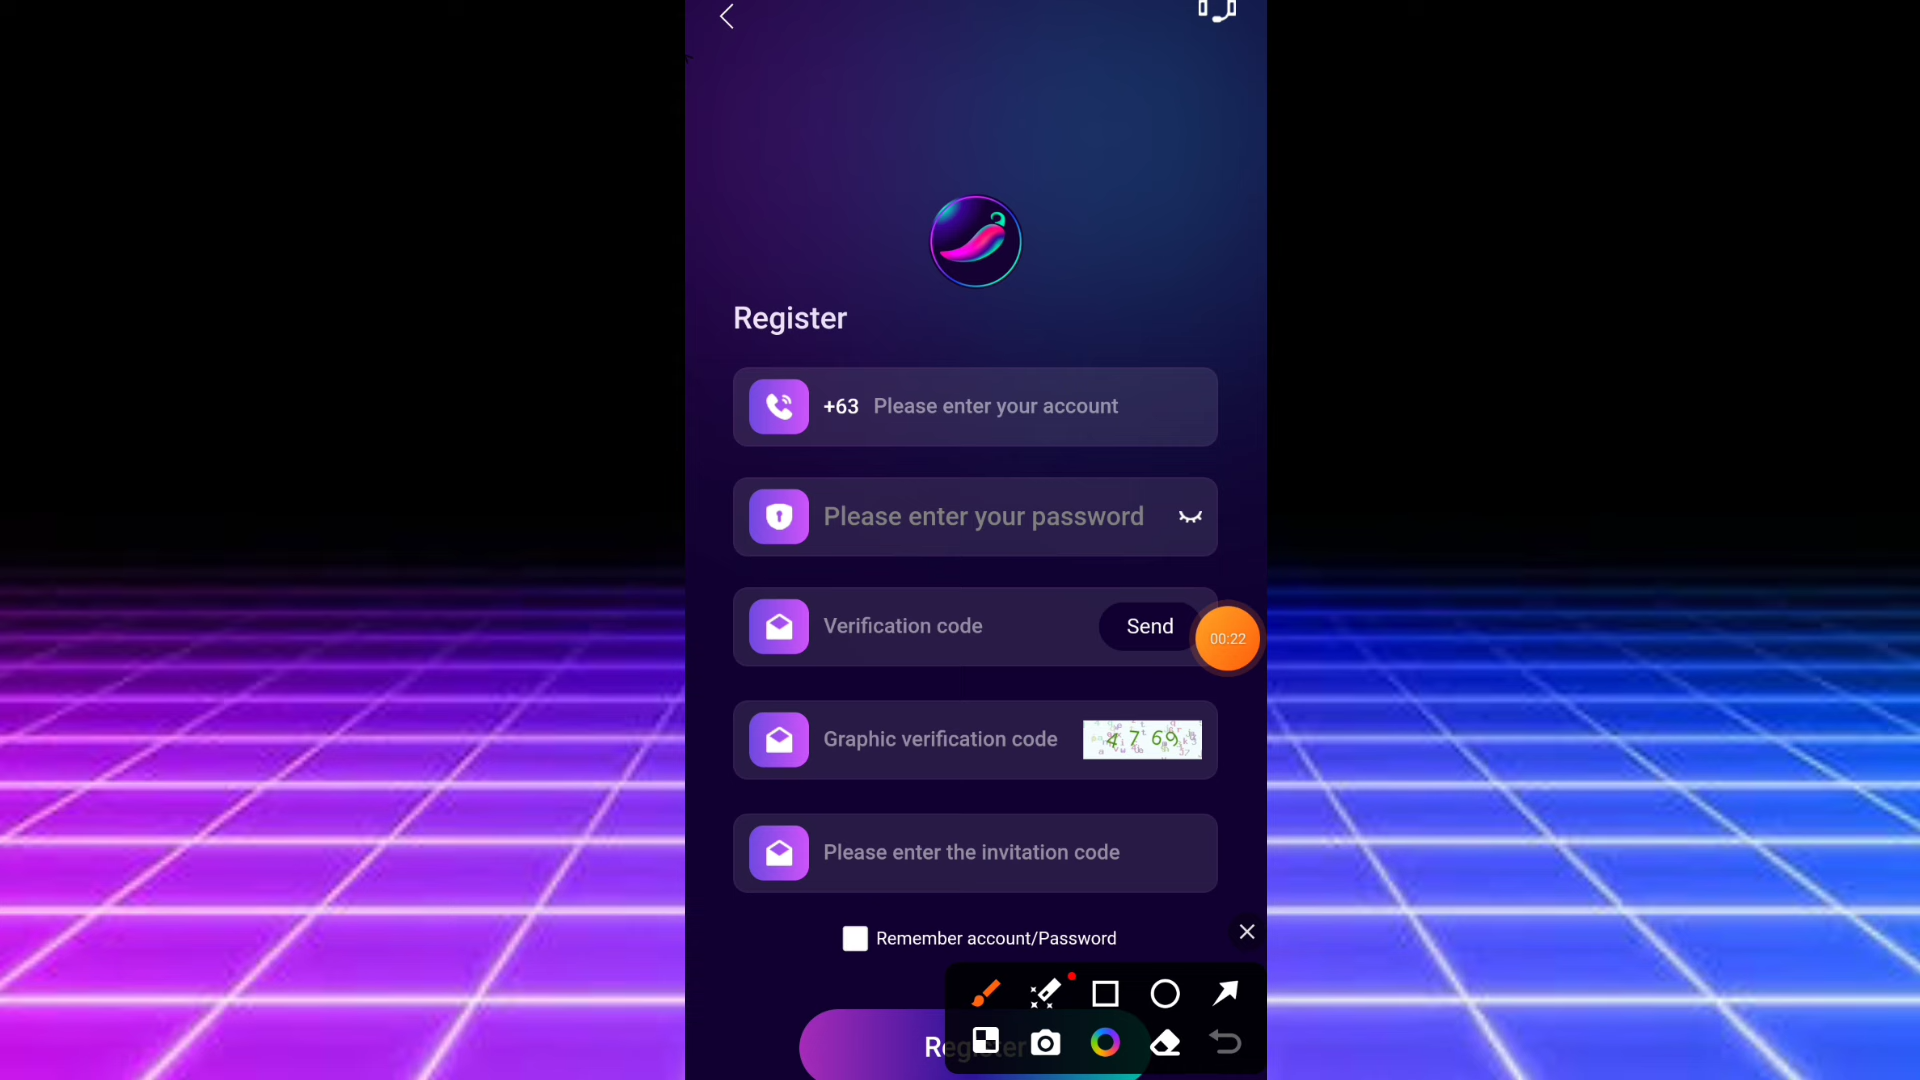 Register
+63 Please enter your account
Please enter your password
Verification code Send
00:22
Graphic verification code 4769
Please enter the invitation code
Remember account/Password
Register